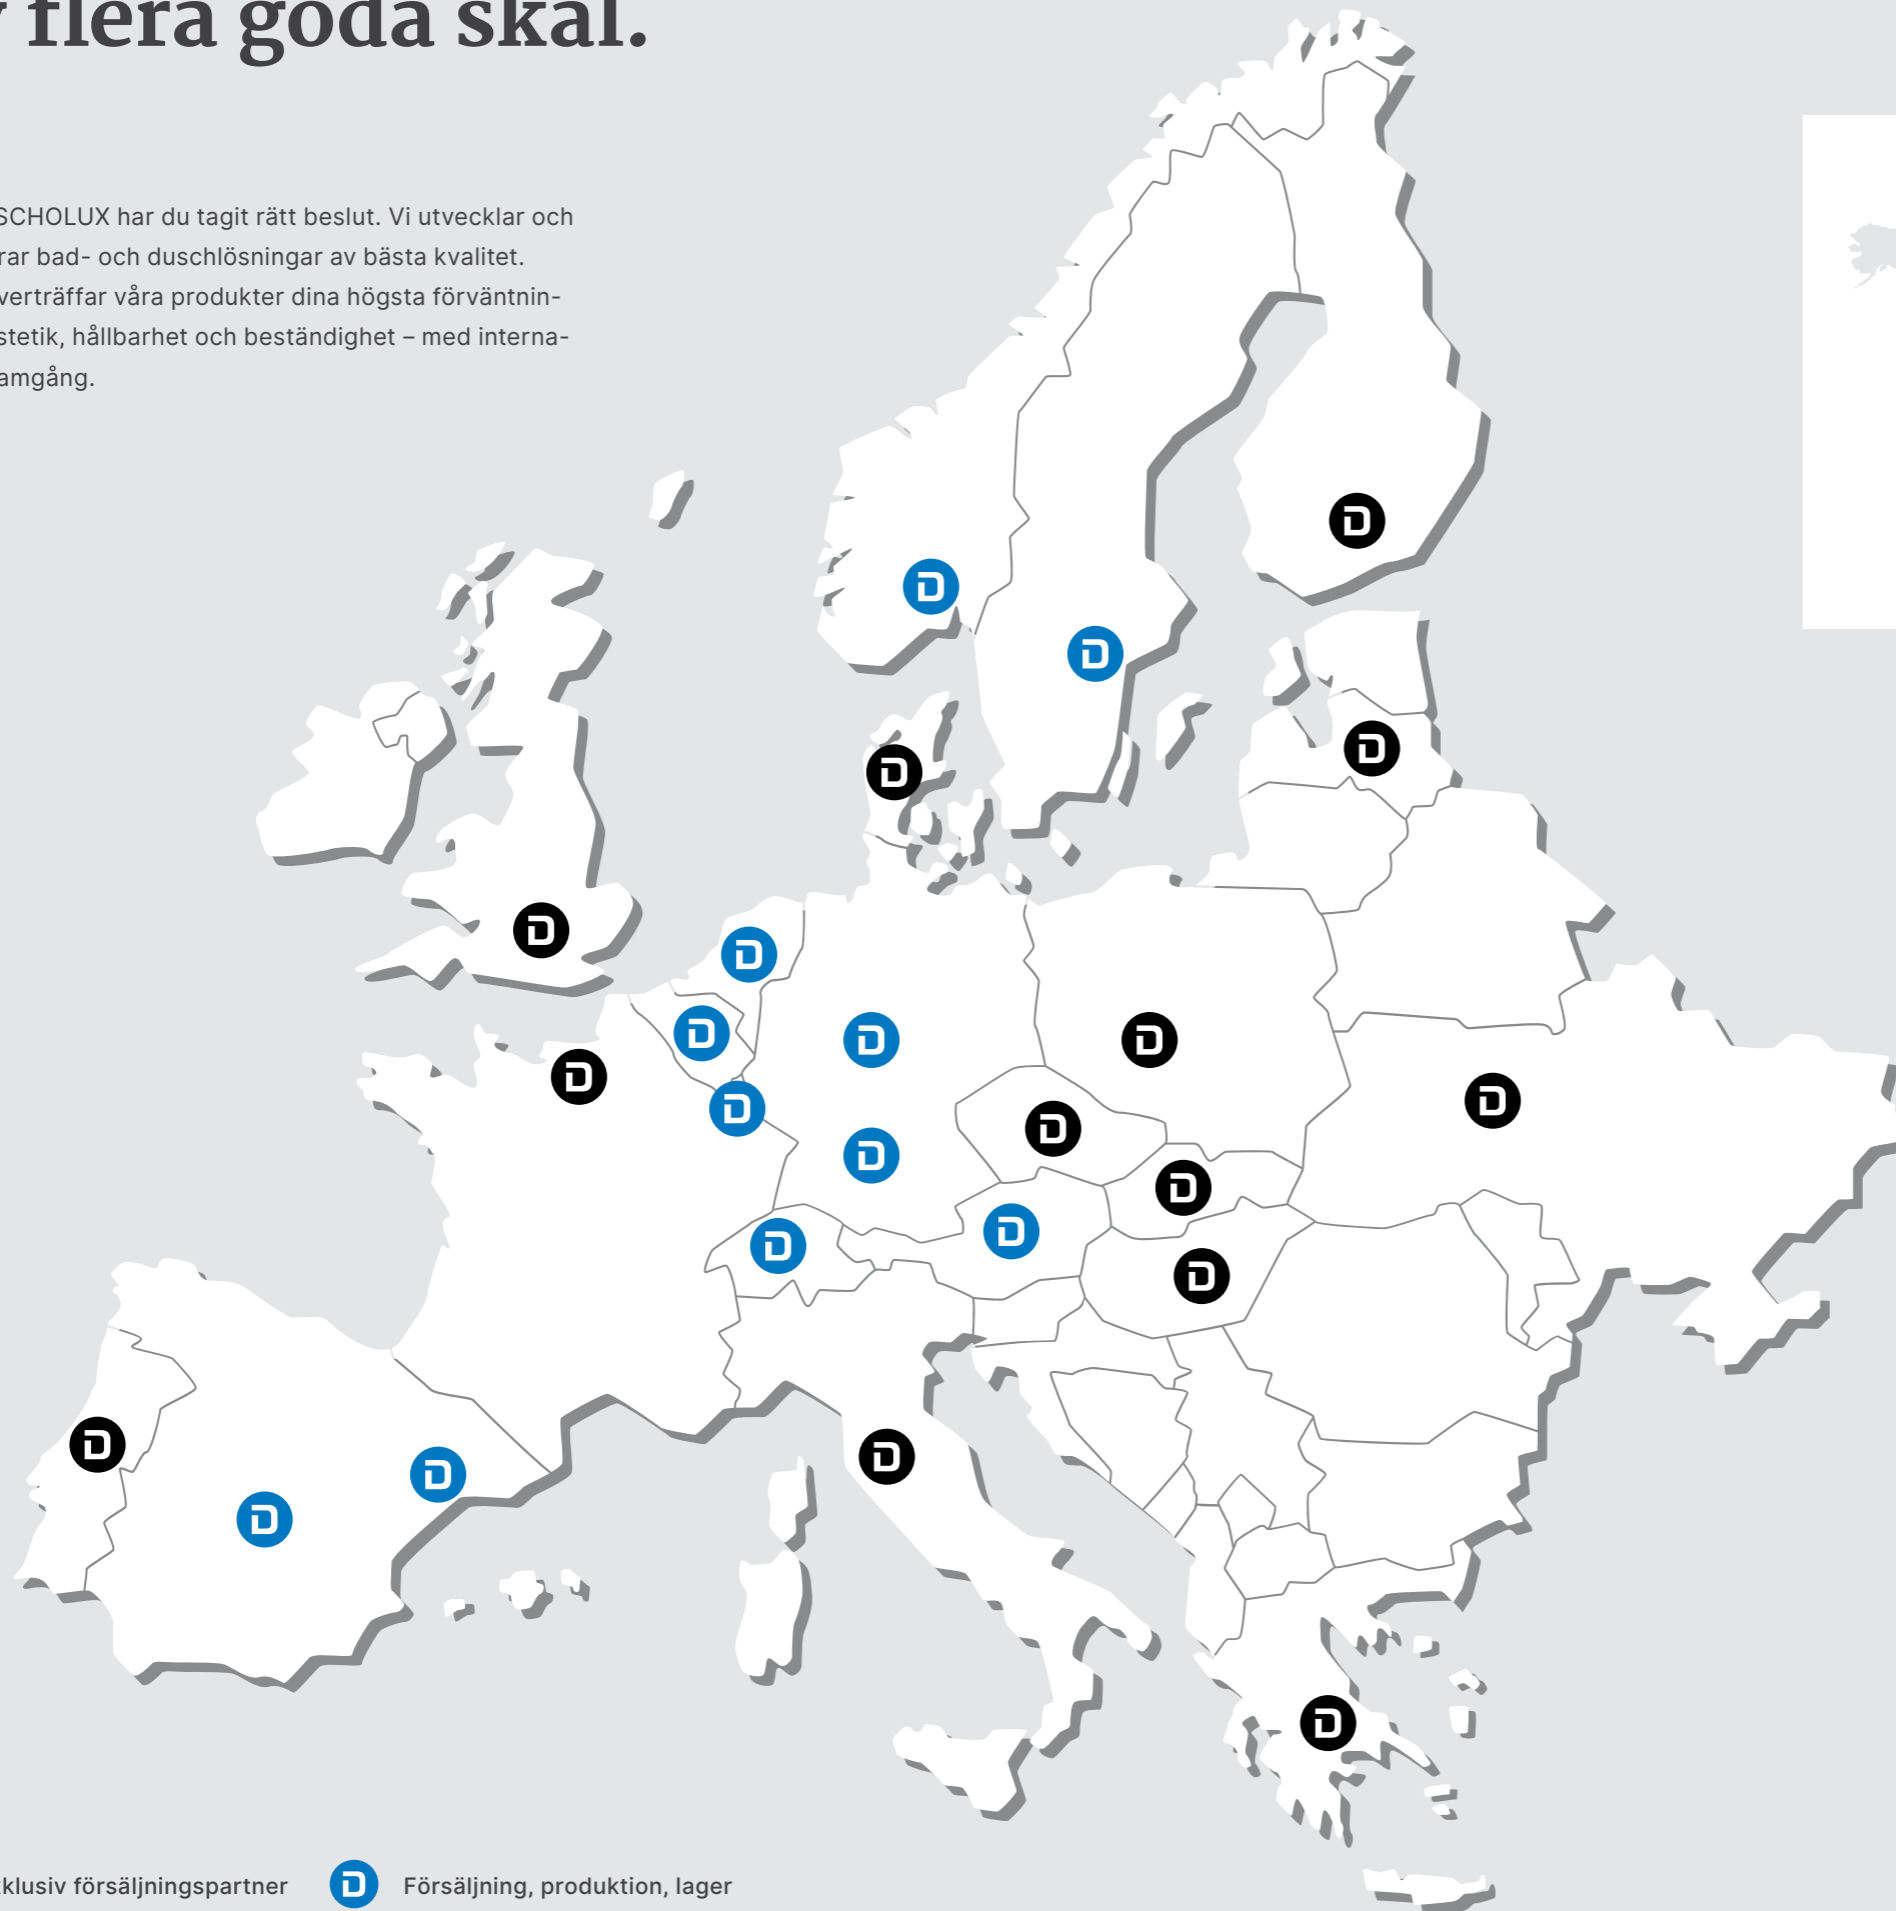 flera goda skäl.
SCHOLUX har du tagit rätt beslut. Vi utvecklar och
rar bad- och duschlösningar av bästa kvalitet.
verträffar våra produkter dina högsta förväntnin-
stetik, hållbarhet och beständighet – med interna-
amgång.
klusiv försäljningspartner
Försäljning, produktion, lager